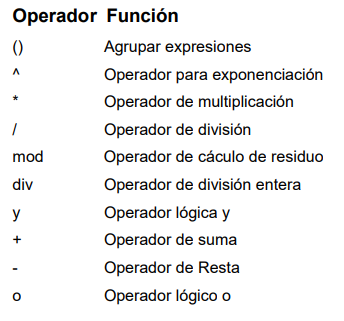 Operador Función
() Agrupar expresiones
^ Operador para exponenciación
* Operador de multiplicación
/ Operador de división
mod Operador de cáculo de residuo
div Operador de división entera
y Operador lógica y
+ Operador de suma
- Operador de Resta
o Operador lógico o